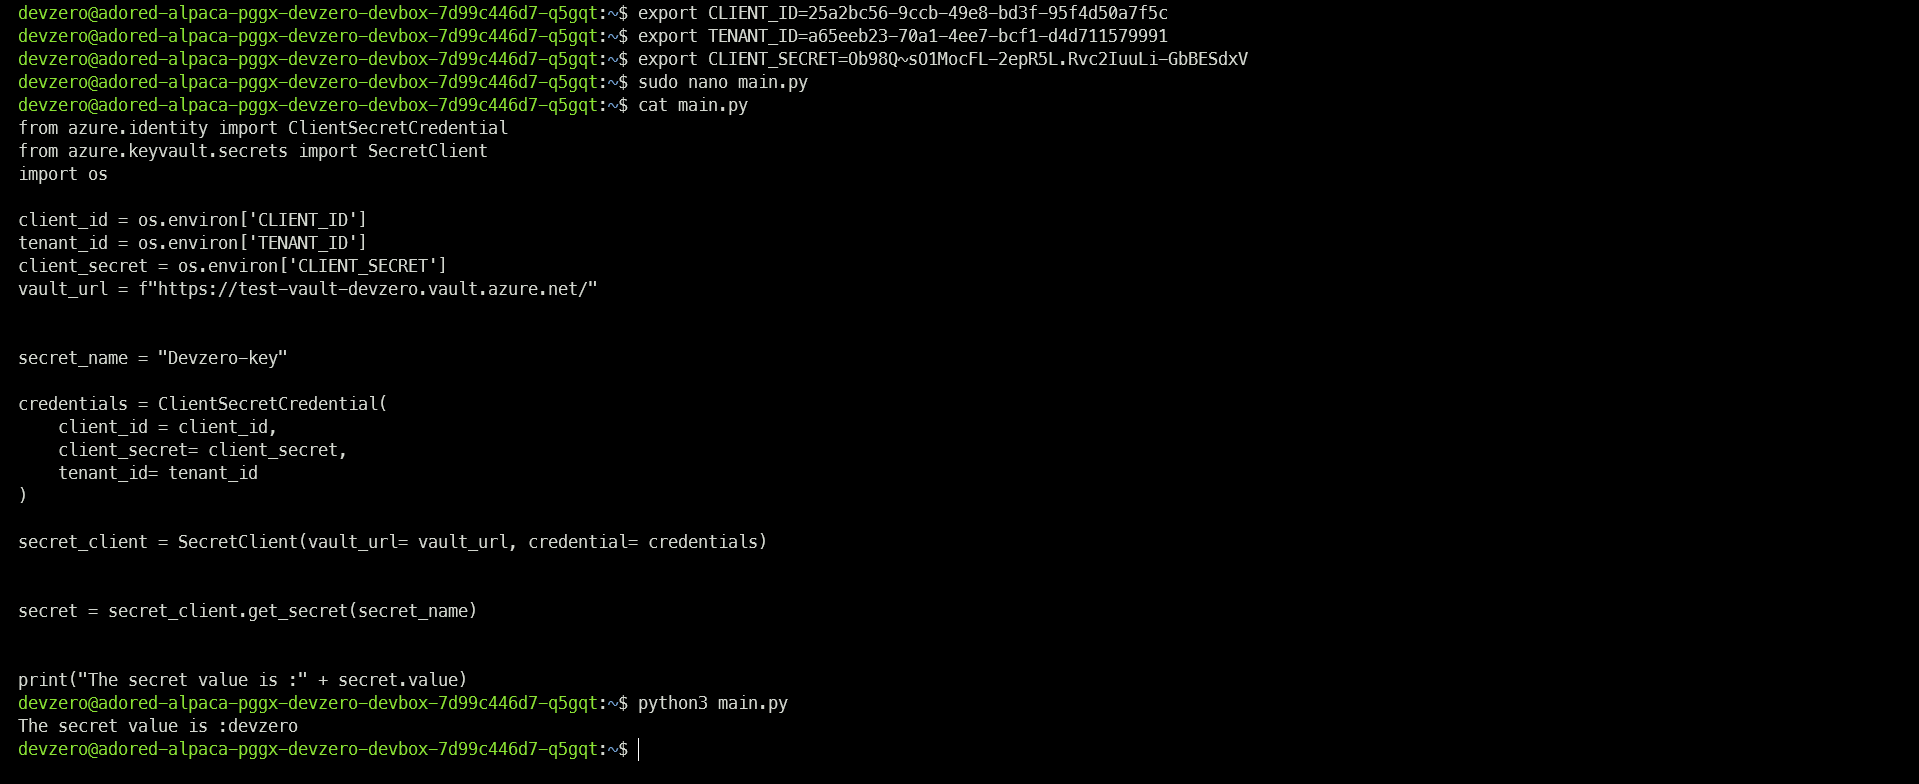 devzero@adored-alpaca-pggx-devzero-devbox-7d99c446d7-q5gqt:~$ export CLIENT_ID=25a2bc56-9ccb-49e8-bd3f-95f4d50a7f5c
devzero@adored-alpaca-pggx-devzero-devbox-7d99c446d7-q5gqt:~$ export TENANT_ID=a65eeb23-70a1-4ee7-bcf1-d4d711579991
devzero@adored-alpaca-pggx-devzero-devbox-7d99c446d7-q5gqt:~$ export CLIENT_SECRET=Ob98Q~sO1MocFL-2epR5L.Rvc2IuuLi-GbBESdxV
devzero@adored-alpaca-pggx-devzero-devbox-7d99c446d7-q5gqt:~$ sudo nano main.py
devzero@adored-alpaca-pggx-devzero-devbox-7d99c446d7-q5gqt:~$ cat main.py
from azure.identity import ClientSecretCredential
from azure.keyvault.secrets import SecretClient
import os

client_id = os.environ['CLIENT_ID']
tenant_id = os.environ['TENANT_ID']
client_secret = os.environ['CLIENT_SECRET']
vault_url = f"https://test-vault-devzero.vault.azure.net/"


secret_name = "Devzero-key"

credentials = ClientSecretCredential(
    client_id = client_id,
    client_secret= client_secret,
    tenant_id= tenant_id
)

secret_client = SecretClient(vault_url= vault_url, credential= credentials)


secret = secret_client.get_secret(secret_name)


print("The secret value is :" + secret.value)
devzero@adored-alpaca-pggx-devzero-devbox-7d99c446d7-q5gqt:~$ python3 main.py
The secret value is :devzero
devzero@adored-alpaca-pggx-devzero-devbox-7d99c446d7-q5gqt:~$